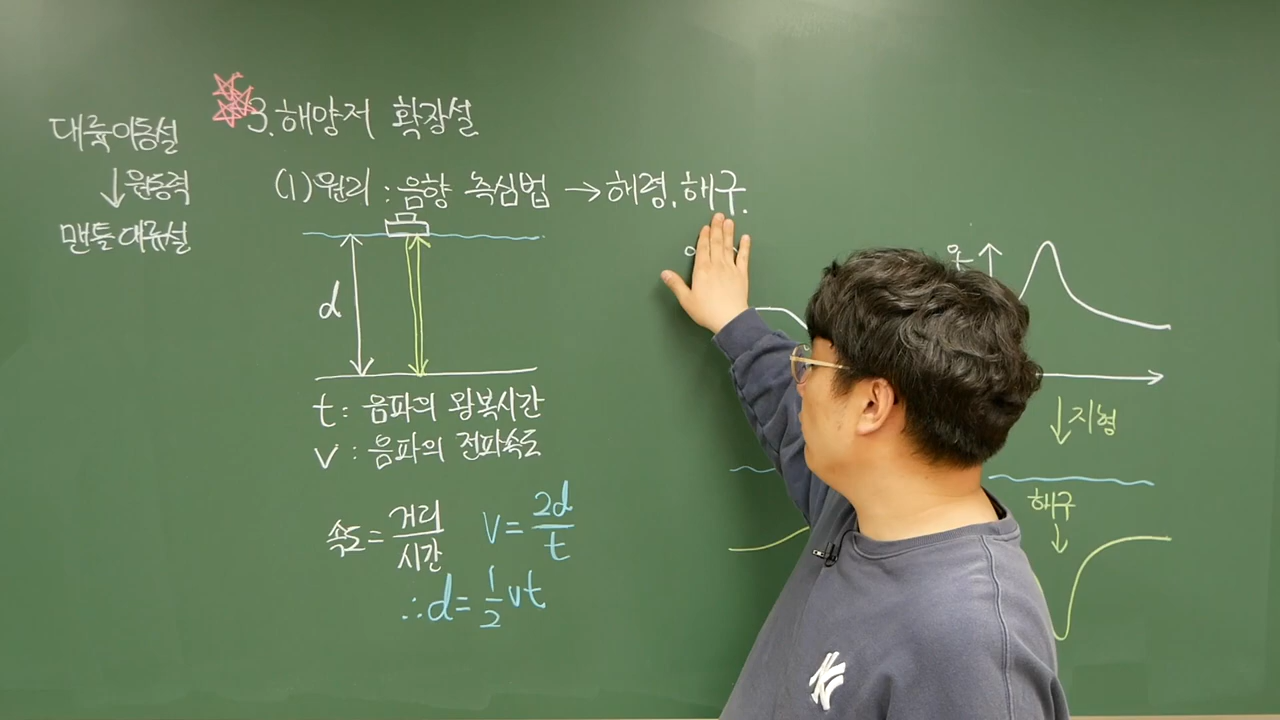 대륙이동설
↓원동력
맨틀대류설
3.해양저 확장설
(1)원리 : 음향 측심법 → 해령, 해구.
d
t : 음파의 왕복시간
v : 음파의 전파속도
속도 = 거리/시간
v = 2d/t
∴ d = 1/2 vt
↓지형
해구
↓